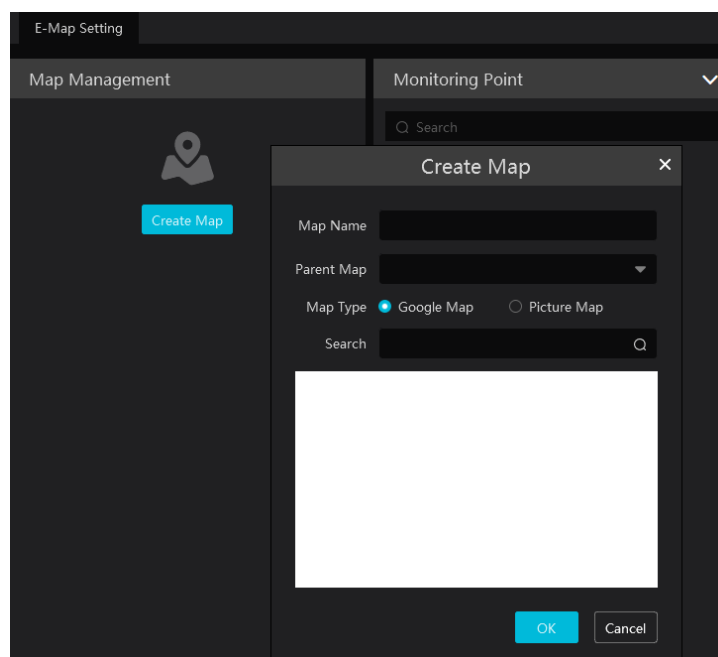 E-Map Setting
Map Management
Monitoring Point
Search
Create Map
Create Map
Map Name
Parent Map
Map Type Google Map Picture Map
Search
OK Cancel